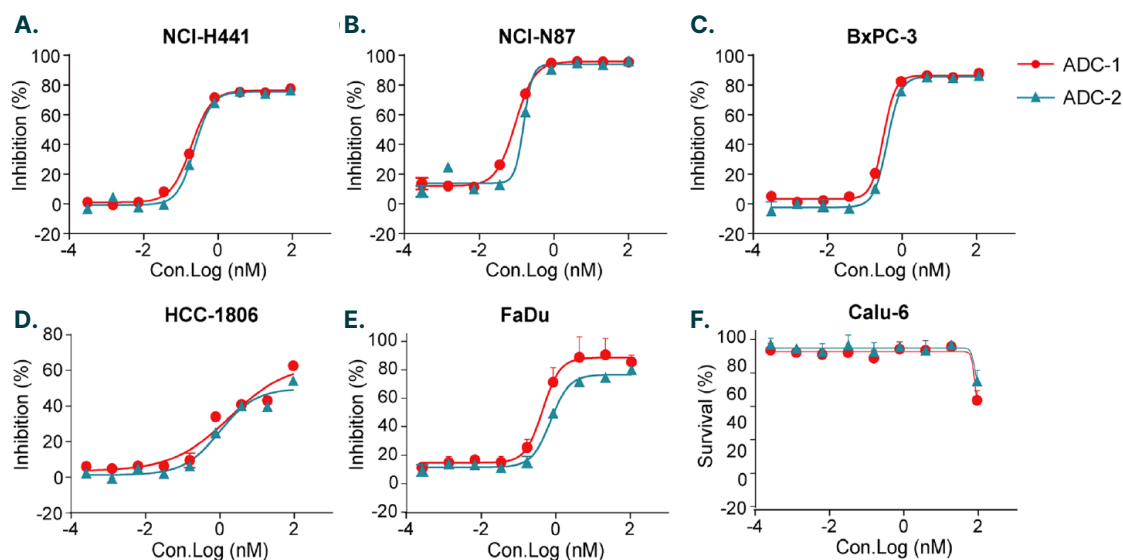 A.
NCI-H441
Inhibition (%)
100
80
60
40
20
0
-20
-4
-2
0
2
Con.Log (nM)
B.
NCI-N87
Inhibition (%)
100
80
60
40
20
0
-20
-4
-2
0
2
Con.Log (nM)
C.
BxPC-3
Inhibition (%)
100
80
60
40
20
0
-20
-4
-2
0
2
Con.Log (nM)
ADC-1
ADC-2
D.
HCC-1806
Inhibition (%)
80
60
40
20
0
-20
-4
-2
0
2
Con.Log (nM)
E.
FaDu
Inhibition (%)
100
80
60
40
20
0
-20
-4
-2
0
2
Con.Log (nM)
F.
Calu-6
Survival (%)
100
80
60
40
20
0
-20
-4
-2
0
2
Con.Log (nM)